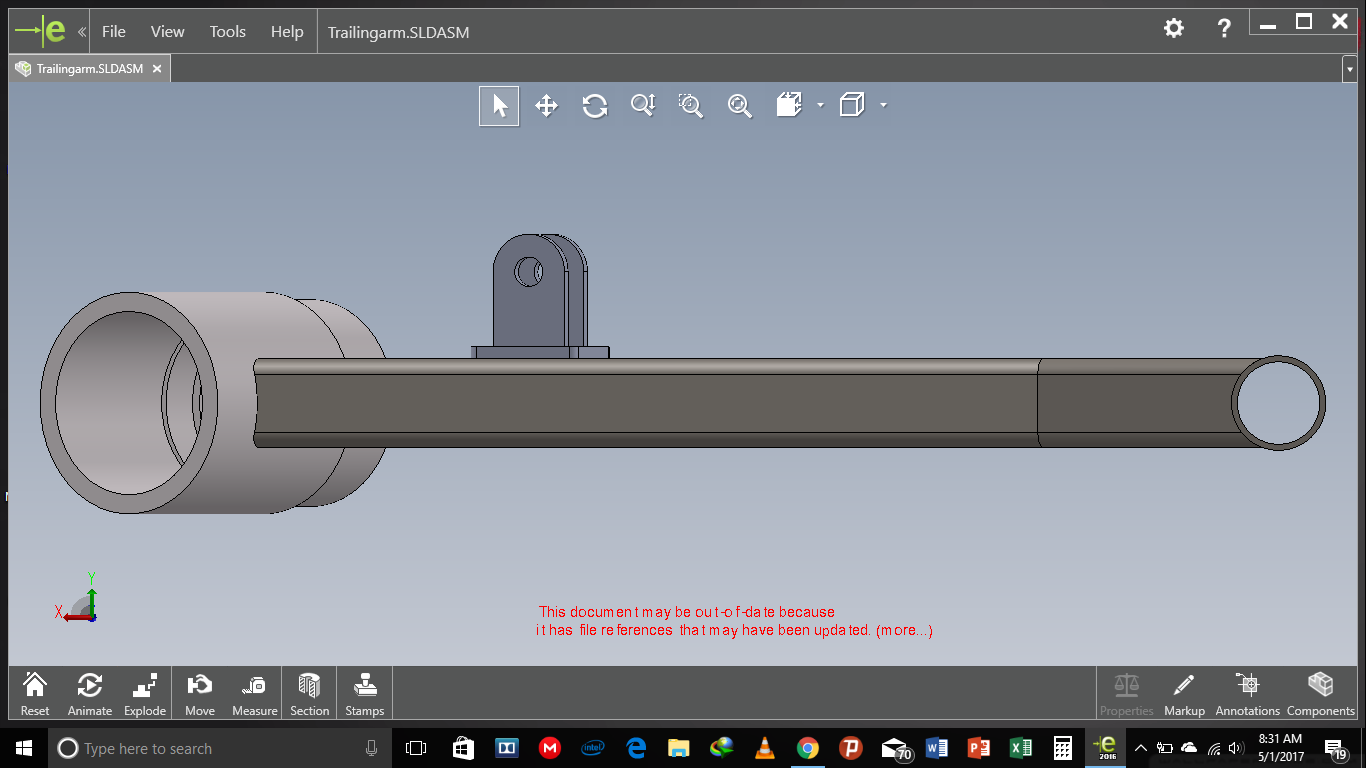 e « File View Tools Help Trailingarm.SLDASM ?
Trailingarm.SLDASM
Y
X
This document may be out-of-date because
it has file references that may have been updated. (more...)
Reset Animate Explode Move Measure Section Stamps Properties Markup Annotations Components
Type here to search
intel
70
W
P
X
e
2016
8:31 AM
5/1/2017
19